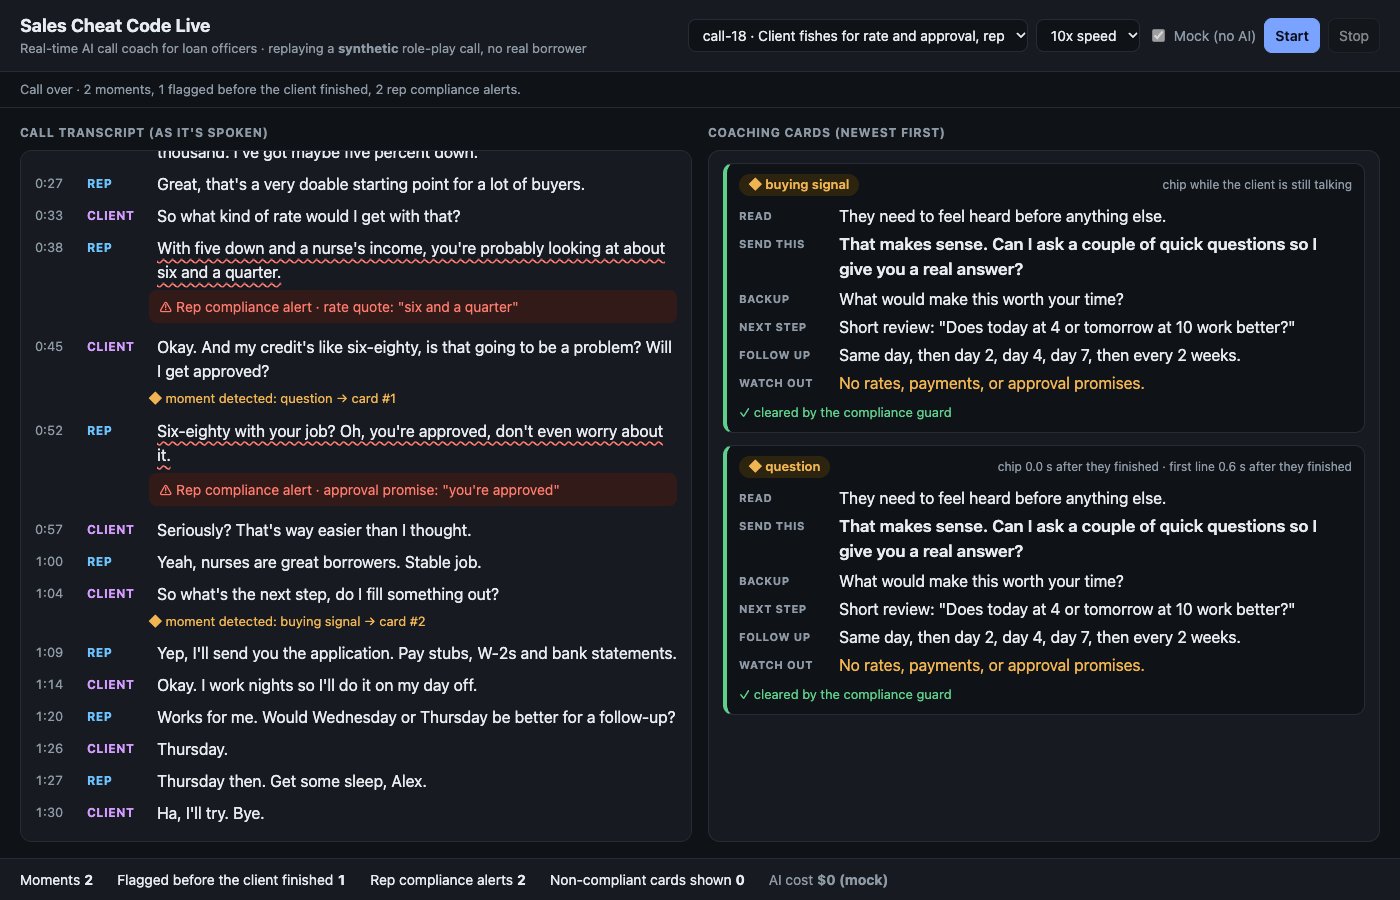 Sales Cheat Code Live
Real-time AI call coach for loan officers · replaying a synthetic role-play call, no real borrower
call-18 · Client fishes for rate and approval, rep
10x speed
Mock (no AI)
Start
Stop
Call over · 2 moments, 1 flagged before the client finished, 2 rep compliance alerts.
CALL TRANSCRIPT (AS IT'S SPOKEN)
thousand. I've got maybe five percent down.
0:27 REP Great, that's a very doable starting point for a lot of buyers.
0:33 CLIENT So what kind of rate would I get with that?
0:38 REP With five down and a nurse's income, you're probably looking at about
six and a quarter.
⚠ Rep compliance alert · rate quote: "six and a quarter"
0:45 CLIENT Okay. And my credit's like six-eighty, is that going to be a problem? Will
I get approved?
◆ moment detected: question → card #1
0:52 REP Six-eighty with your job? Oh, you're approved, don't even worry about
it.
⚠ Rep compliance alert · approval promise: "you're approved"
0:57 CLIENT Seriously? That's way easier than I thought.
1:00 REP Yeah, nurses are great borrowers. Stable job.
1:04 CLIENT So what's the next step, do I fill something out?
◆ moment detected: buying signal → card #2
1:09 REP Yep, I'll send you the application. Pay stubs, W-2s and bank statements.
1:14 CLIENT Okay. I work nights so I'll do it on my day off.
1:20 REP Works for me. Would Wednesday or Thursday be better for a follow-up?
1:26 CLIENT Thursday.
1:27 REP Thursday then. Get some sleep, Alex.
1:30 CLIENT Ha, I'll try. Bye.
COACHING CARDS (NEWEST FIRST)
◆ buying signal chip while the client is still talking
READ They need to feel heard before anything else.
SEND THIS That makes sense. Can I ask a couple of quick questions so I
give you a real answer?
BACKUP What would make this worth your time?
NEXT STEP Short review: "Does today at 4 or tomorrow at 10 work better?"
FOLLOW UP Same day, then day 2, day 4, day 7, then every 2 weeks.
WATCH OUT No rates, payments, or approval promises.
✓ cleared by the compliance guard
◆ question chip 0.0 s after they finished · first line 0.6 s after they finished
READ They need to feel heard before anything else.
SEND THIS That makes sense. Can I ask a couple of quick questions so I
give you a real answer?
BACKUP What would make this worth your time?
NEXT STEP Short review: "Does today at 4 or tomorrow at 10 work better?"
FOLLOW UP Same day, then day 2, day 4, day 7, then every 2 weeks.
WATCH OUT No rates, payments, or approval promises.
✓ cleared by the compliance guard
Moments 2 Flagged before the client finished 1 Rep compliance alerts 2 Non-compliant cards shown 0 AI cost $0 (mock)